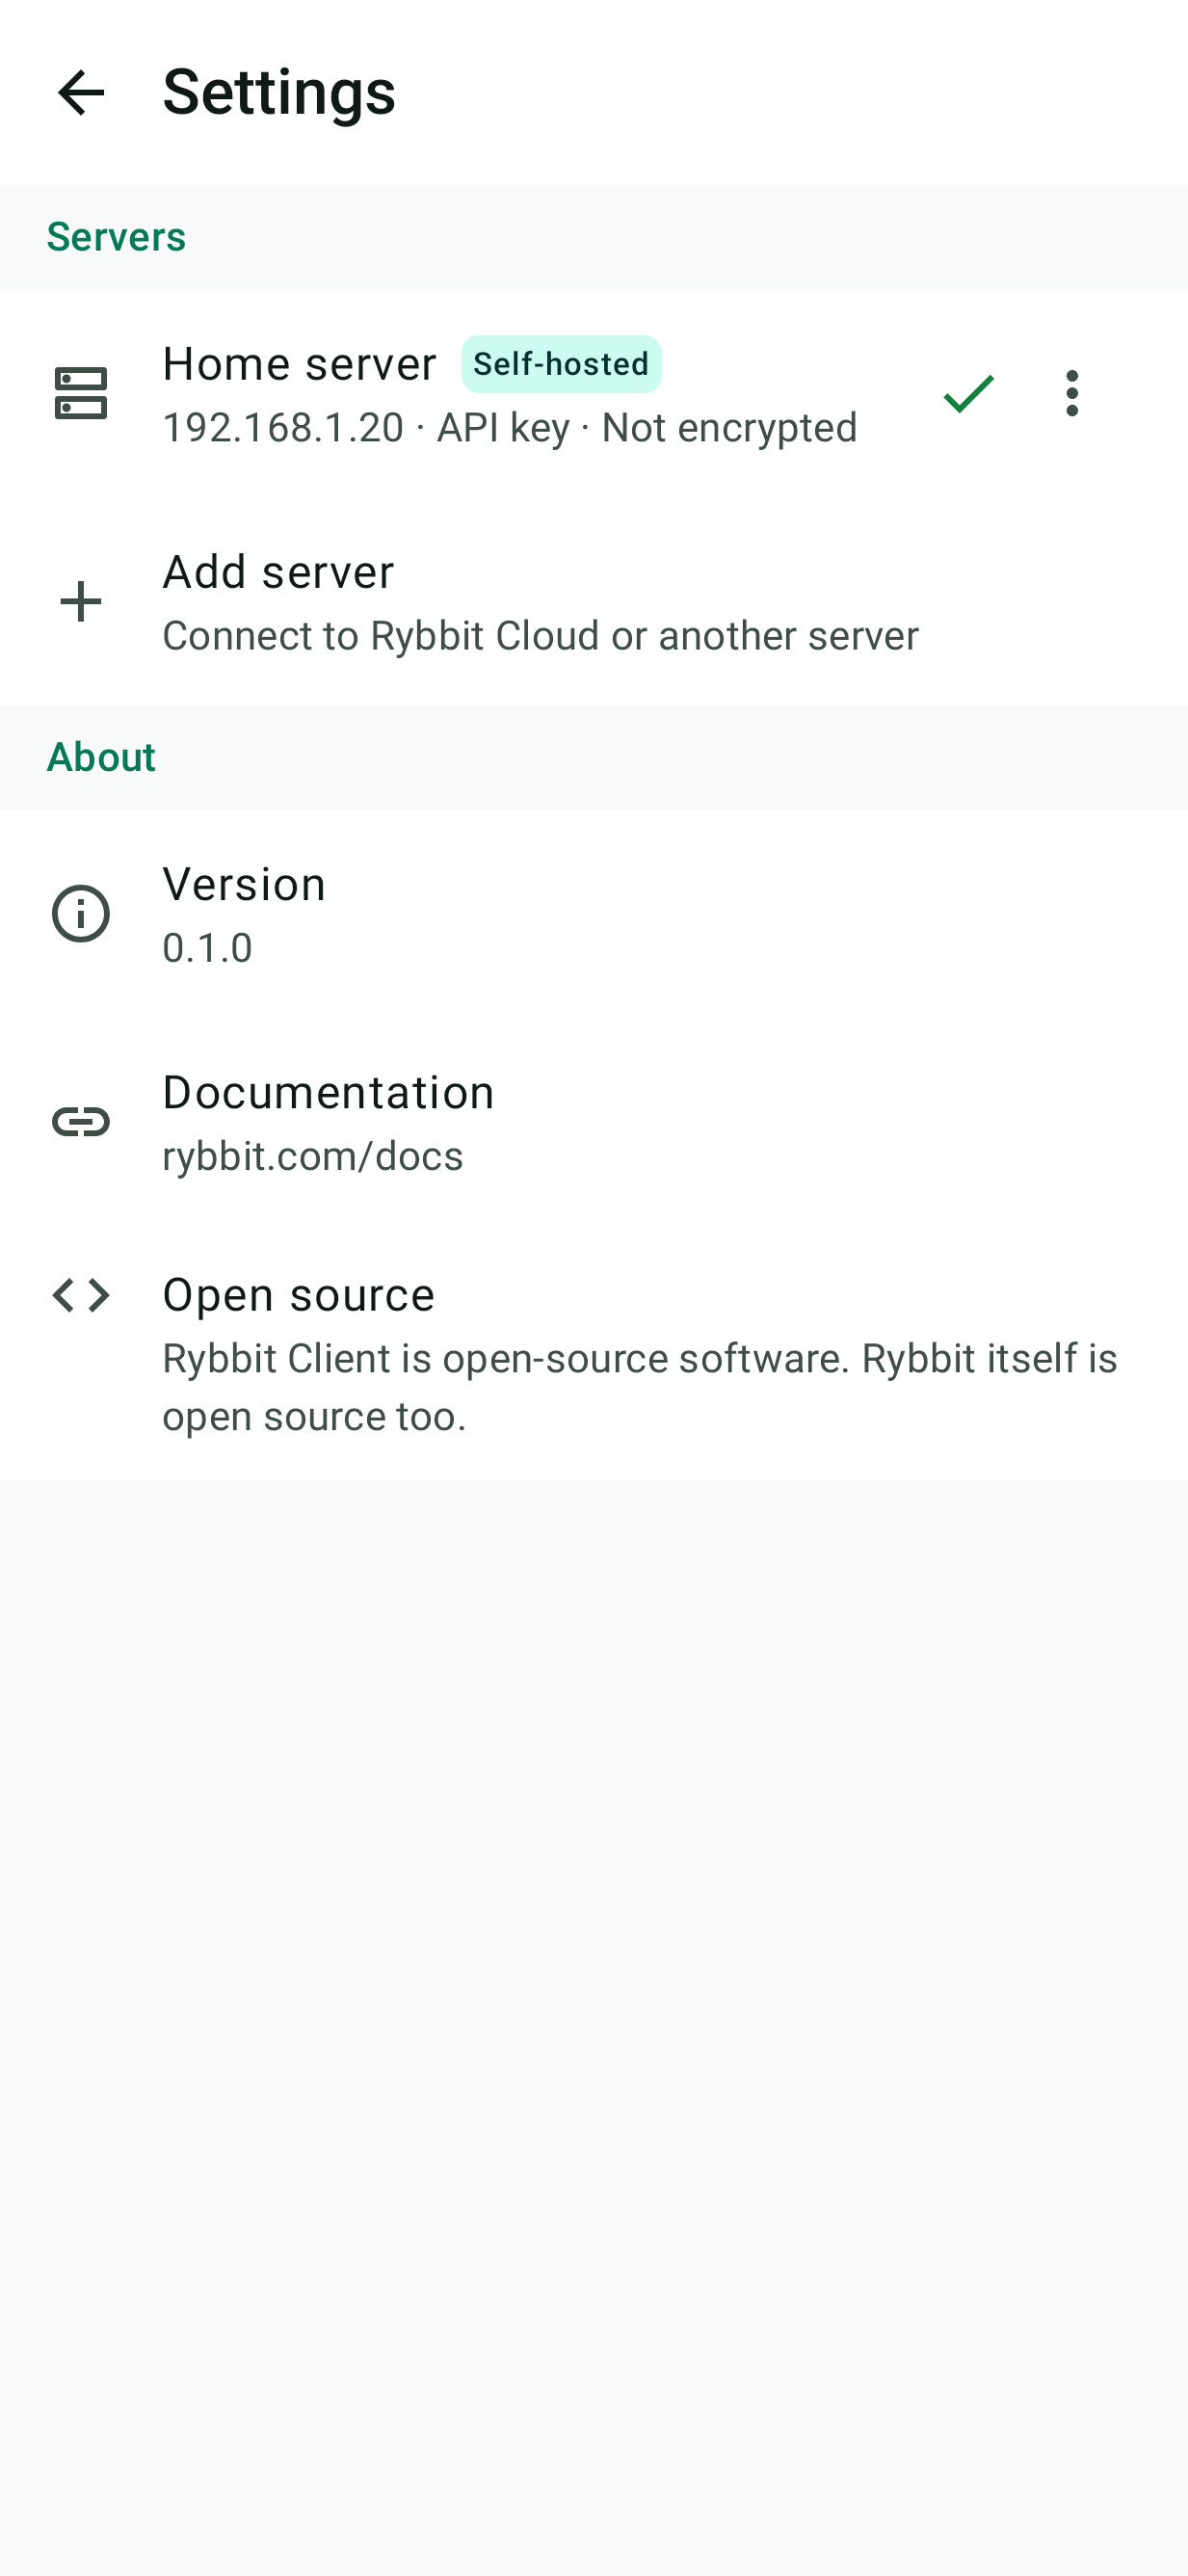 Settings
Servers
Home server Self-hosted
192.168.1.20 · API key · Not encrypted
Add server
Connect to Rybbit Cloud or another server
About
Version
0.1.0
Documentation
rybbit.com/docs
Open source
Rybbit Client is open-source software. Rybbit itself is
open source too.